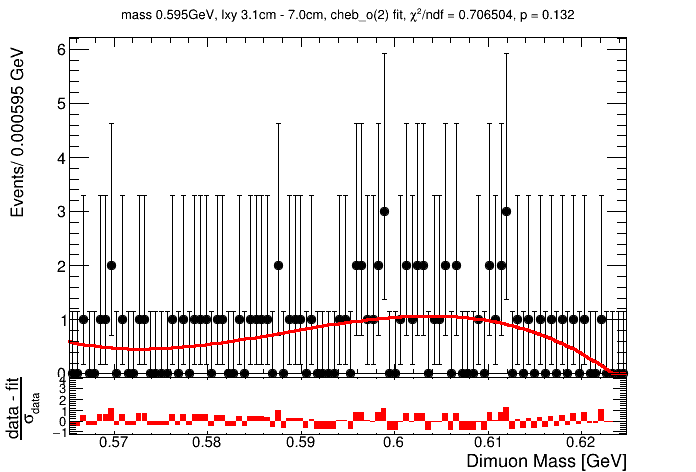 mass 0.595GeV, lxy 3.1cm - 7.0cm, cheb_o(2) fit, χ²/ndf = 0.706504, p = 0.132
Events/ 0.000595 GeV
6
5
4
3
2
1
0
data - fit
σdata
4
3
2
1
0
−1
0.57 0.58 0.59 0.6 0.61 0.62
Dimuon Mass [GeV]